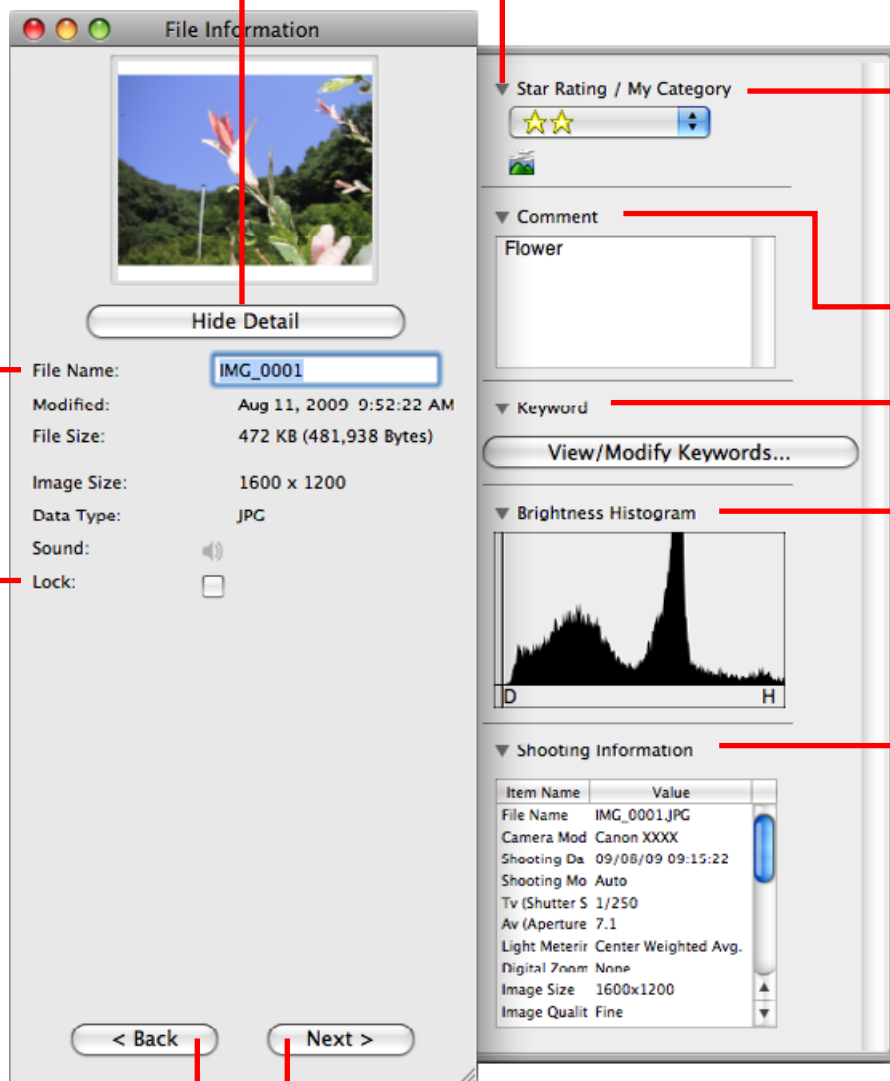 File Information
Hide Detail
File Name: IMG_0001
Modified: Aug 11, 2009 9:52:22 AM
File Size: 472 KB (481,938 Bytes)
Image Size: 1600 x 1200
Data Type: JPG
Sound:
Lock:
< Back Next >
Star Rating / My Category
Comment
Flower
Keyword
View/Modify Keywords...
Brightness Histogram
D H
Shooting Information
Item Name Value
File Name IMG_0001.JPG
Camera Mod Canon XXXX
Shooting Da 09/08/09 09:15:22
Shooting Mo Auto
Tv (Shutter S 1/250
Av (Aperture 7.1
Light Meterir Center Weighted Avg.
Digital Zoom None
Image Size 1600x1200
Image Qualit Fine